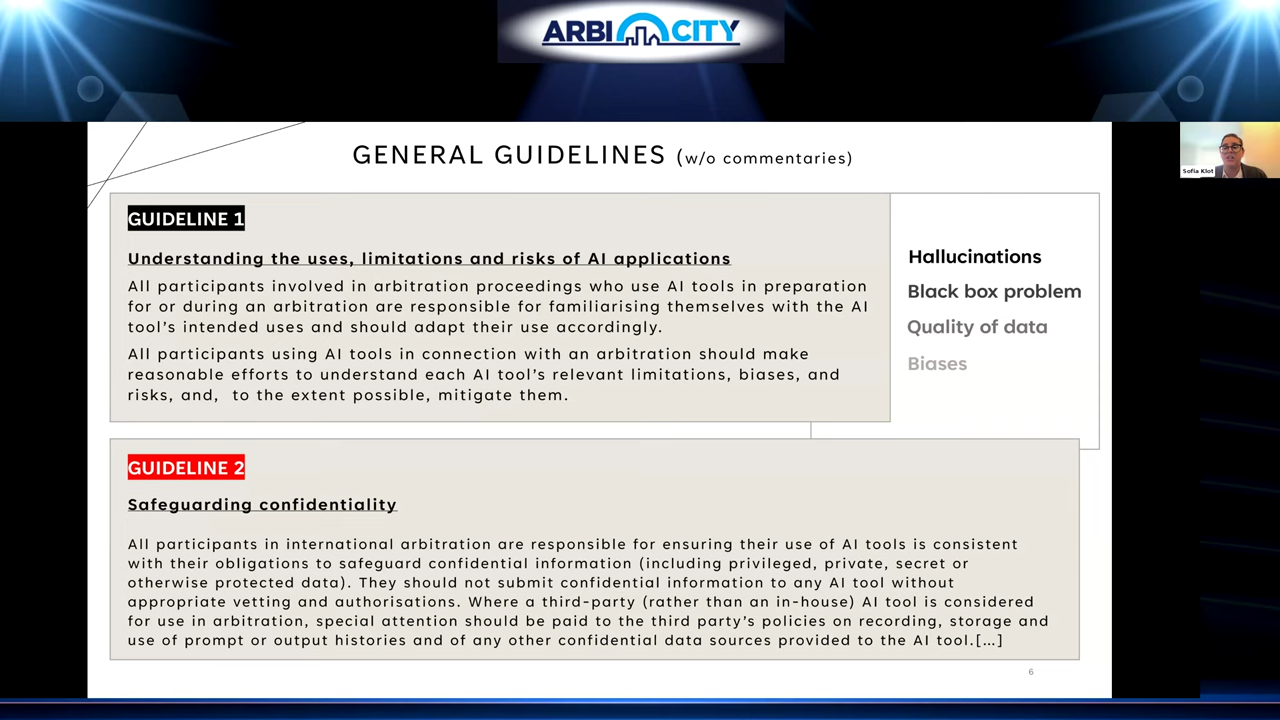 ARBI CITY
GENERAL GUIDELINES (w/o commentaries)
GUIDELINE 1
Understanding the uses, limitations and risks of AI applications
All participants involved in arbitration proceedings who use AI tools in preparation
for or during an arbitration are responsible for familiarising themselves with the AI
tool's intended uses and should adapt their use accordingly.
All participants using AI tools in connection with an arbitration should make
reasonable efforts to understand each AI tool's relevant limitations, biases, and
risks, and, to the extent possible, mitigate them.
Hallucinations
Black box problem
Quality of data
Biases
Sofia Klot
GUIDELINE 2
Safeguarding confidentiality
All participants in international arbitration are responsible for ensuring their use of AI tools is consistent
with their obligations to safeguard confidential information (including privileged, private, secret or
otherwise protected data). They should not submit confidential information to any AI tool without
appropriate vetting and authorisations. Where a third-party (rather than an in-house) AI tool is considered
for use in arbitration, special attention should be paid to the third party's policies on recording, storage and
use of prompt or output histories and of any other confidential data sources provided to the AI tool.[…]
6